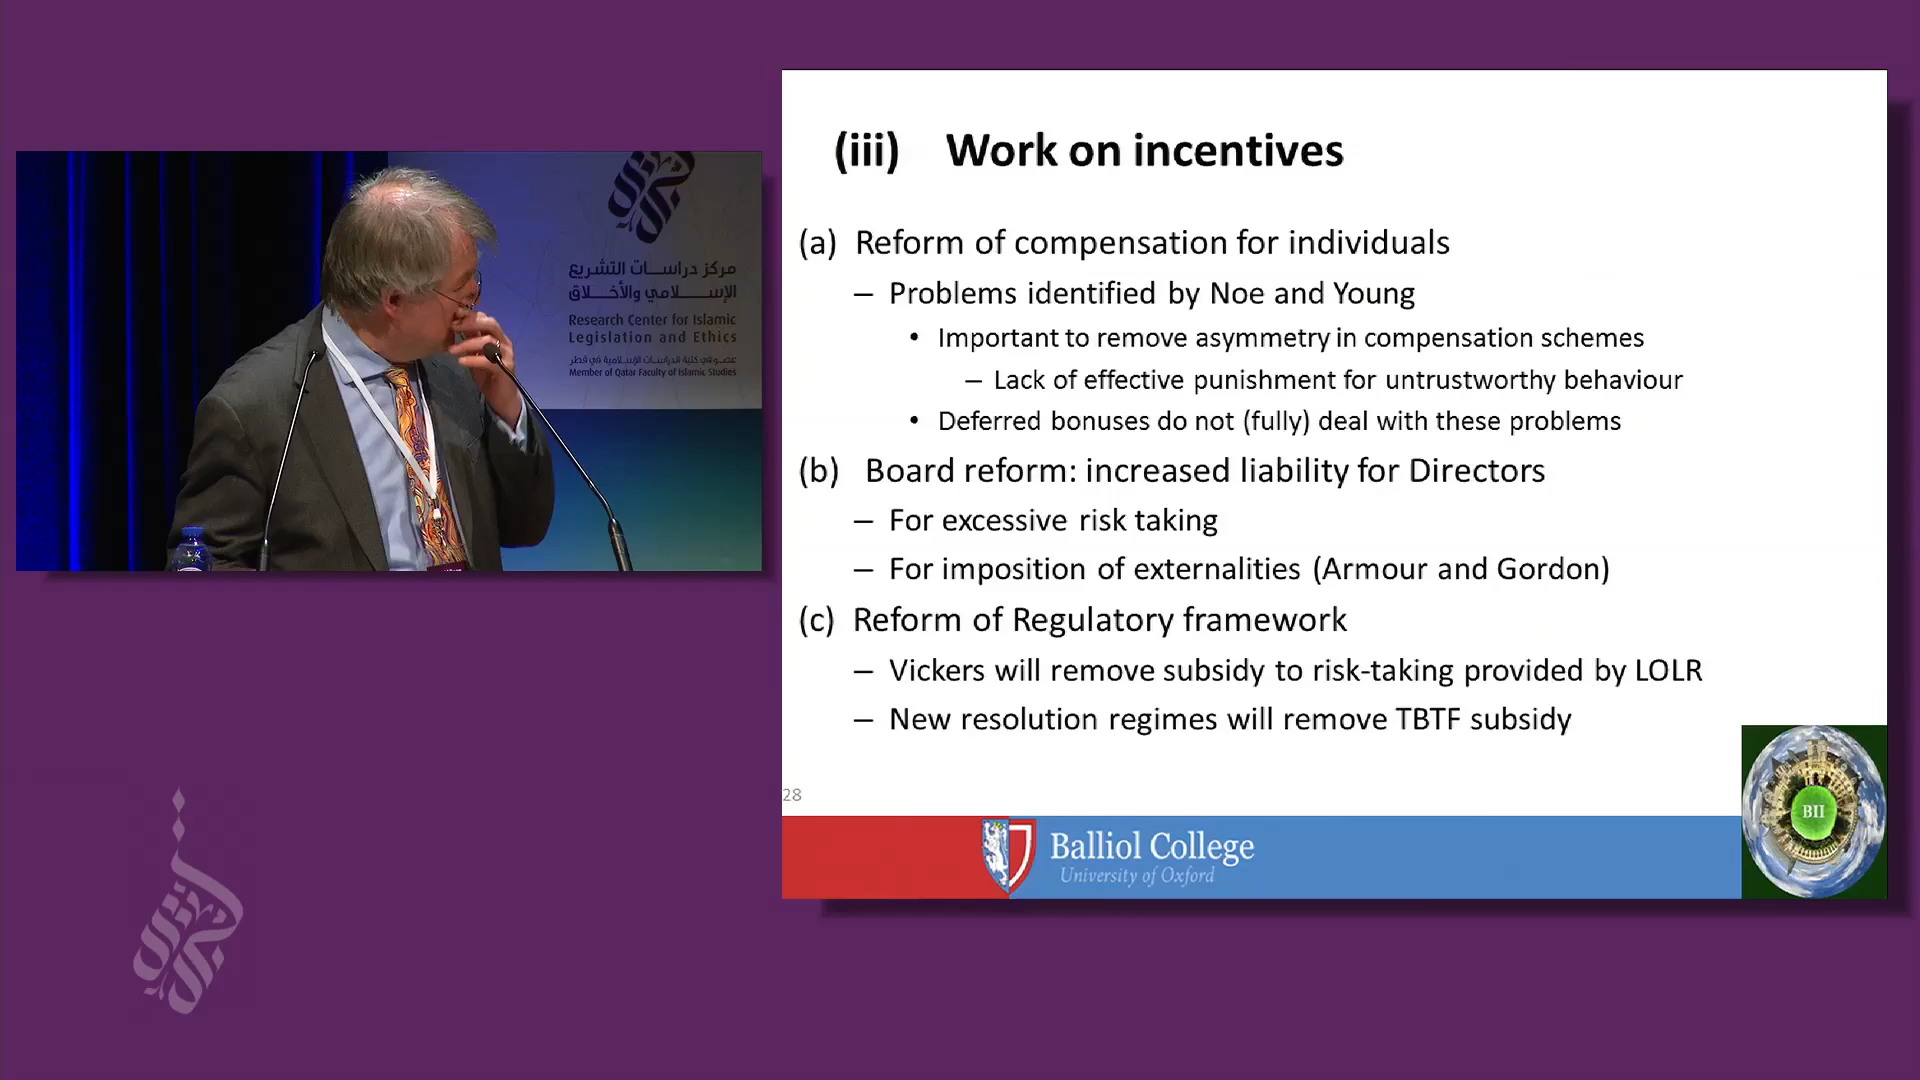 مركز دراســات التشريع
الإســلامي والأخــلاق
Research Center for Islamic
Legislation and Ethics
عضو في كلية الدراسات الإسلامية في قطر
Member of Qatar Faculty of Islamic Studies
(iii) Work on incentives
(a) Reform of compensation for individuals
– Problems identified by Noe and Young
• Important to remove asymmetry in compensation schemes
– Lack of effective punishment for untrustworthy behaviour
• Deferred bonuses do not (fully) deal with these problems
(b) Board reform: increased liability for Directors
– For excessive risk taking
– For imposition of externalities (Armour and Gordon)
(c) Reform of Regulatory framework
– Vickers will remove subsidy to risk-taking provided by LOLR
– New resolution regimes will remove TBTF subsidy
28
Balliol College
University of Oxford
BII